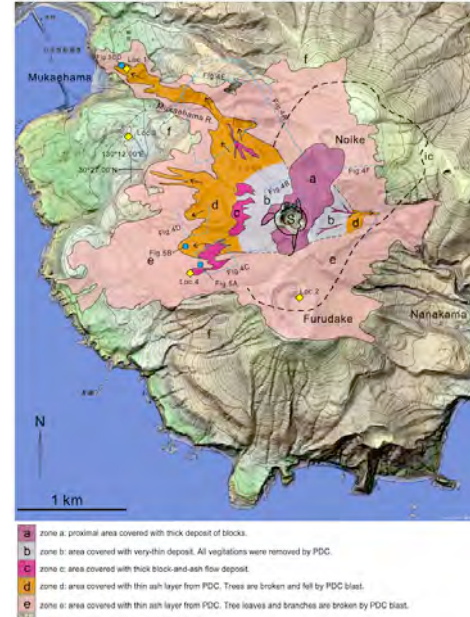 Fig.3CD
Loc.1
Mukaehama
Fig.4E
f
Mukaehama R.
Loc.3
f
Noike
130°12.00'E
a
ic
Fig.4F
30°27.00'N
b
Fig.4B
c
S
d
b
d
Fig.4D
Fig.5B
e
Fig.4C
e
Loc.4
Fig.5A
Loc.2
Nanakama
Furudake
f
N
1 km
a zone a: proximal area covered with thick deposit of blocks.
b zone b: area covered with very-thin deposit. All vegitations were removed by PDC.
c zone c: area covered with thick block-and-ash flow deposit.
d zone d: area covered with thin ash layer from PDC. Trees are broken and fell by PDC blast.
e zone e: area covered with thin ash layer from PDC. Tree leaves and branches are broken by PDC blast.